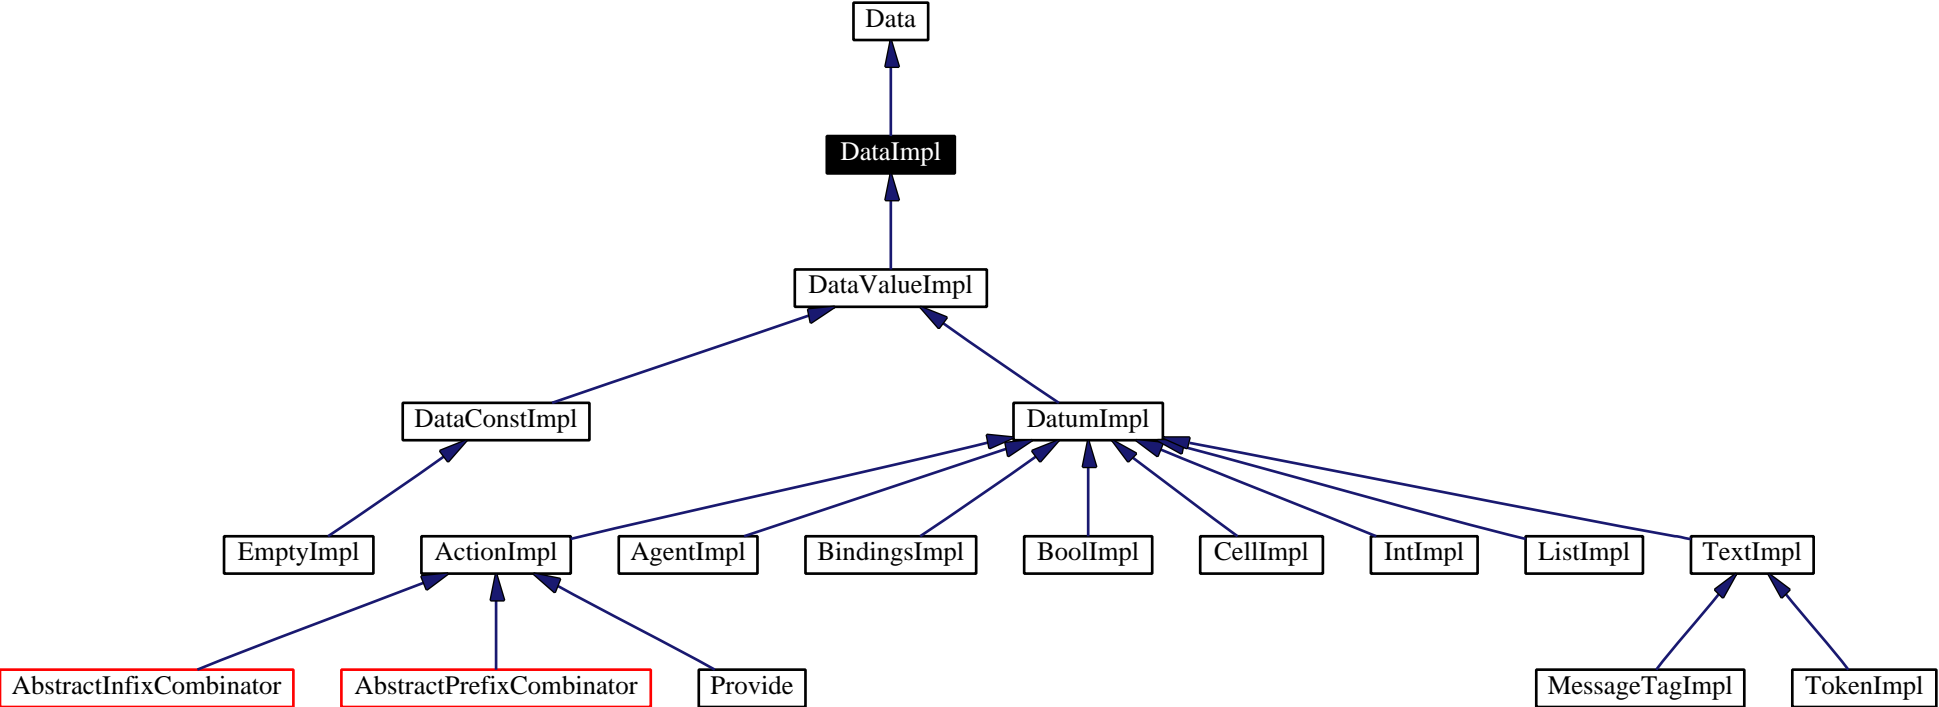 Data
DataImpl
DataValueImpl
DataConstImpl
DatumImpl
EmptyImpl
ActionImpl
AgentImpl
BindingsImpl
BoolImpl
CellImpl
IntImpl
ListImpl
TextImpl
AbstractInfixCombinator
AbstractPrefixCombinator
Provide
MessageTagImpl
TokenImpl